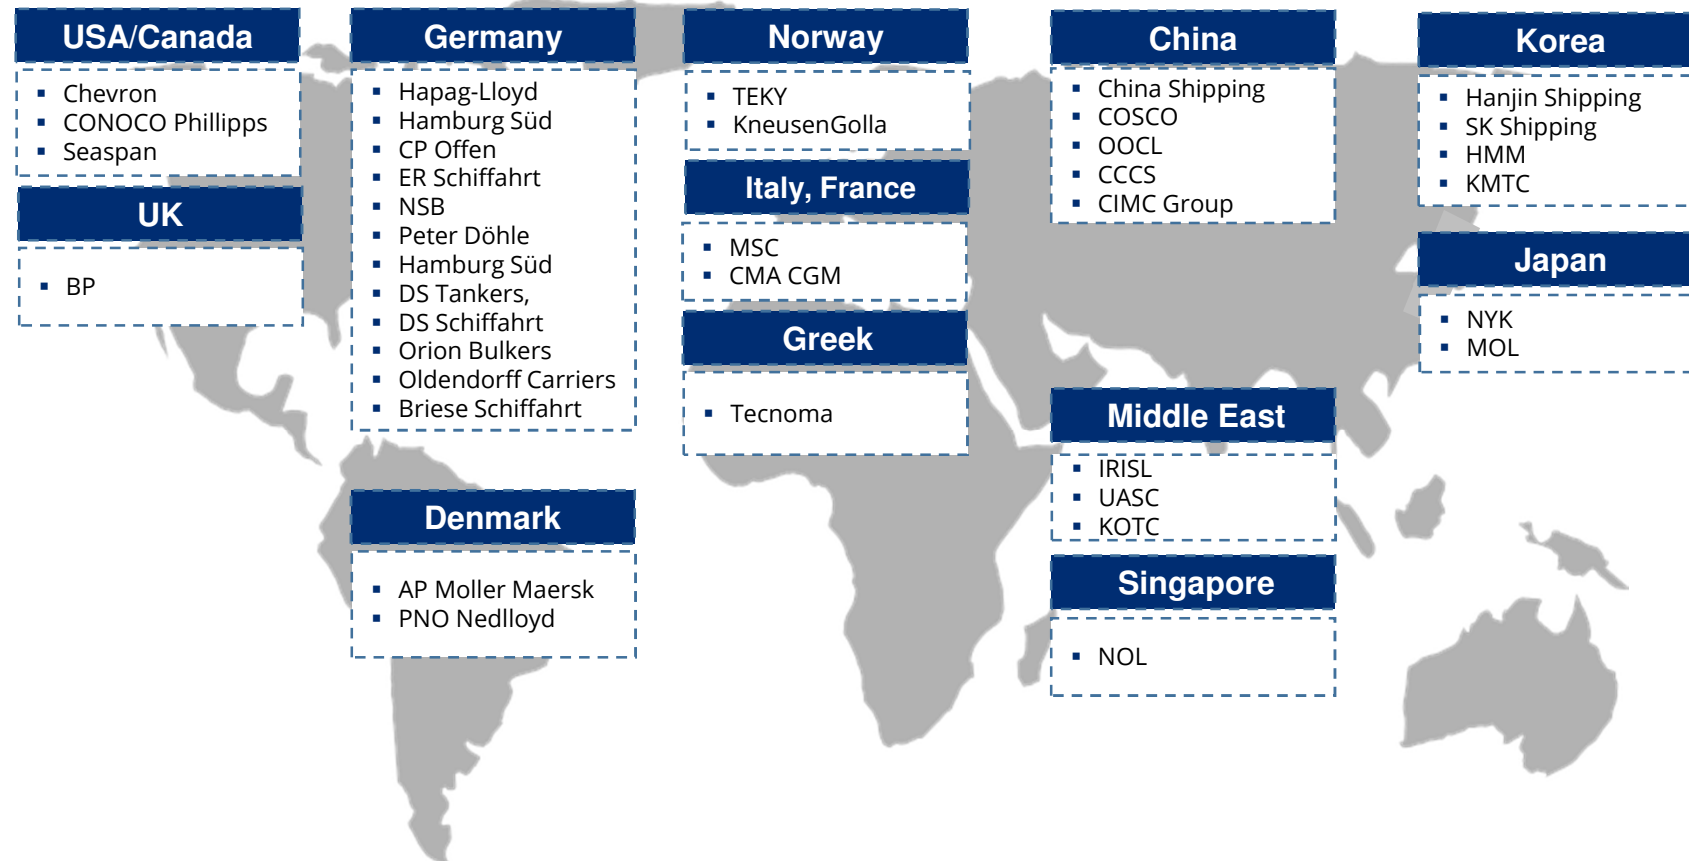 USA/Canada
Chevron
CONOCO Phillipps
Seaspan
UK
BP
Germany
Hapag-Lloyd
Hamburg Süd
CP Offen
ER Schiffahrt
NSB
Peter Döhle
Hamburg Süd
DS Tankers,
DS Schiffahrt
Orion Bulkers
Oldendorff Carriers
Briese Schiffahrt
Denmark
AP Moller Maersk
PNO Nedlloyd
Norway
TEKY
KneusenGolla
Italy, France
MSC
CMA CGM
Greek
Tecnoma
China
China Shipping
COSCO
OOCL
CCCS
CIMC Group
Middle East
IRISL
UASC
KOTC
Singapore
NOL
Korea
Hanjin Shipping
SK Shipping
HMM
KMTC
Japan
NYK
MOL